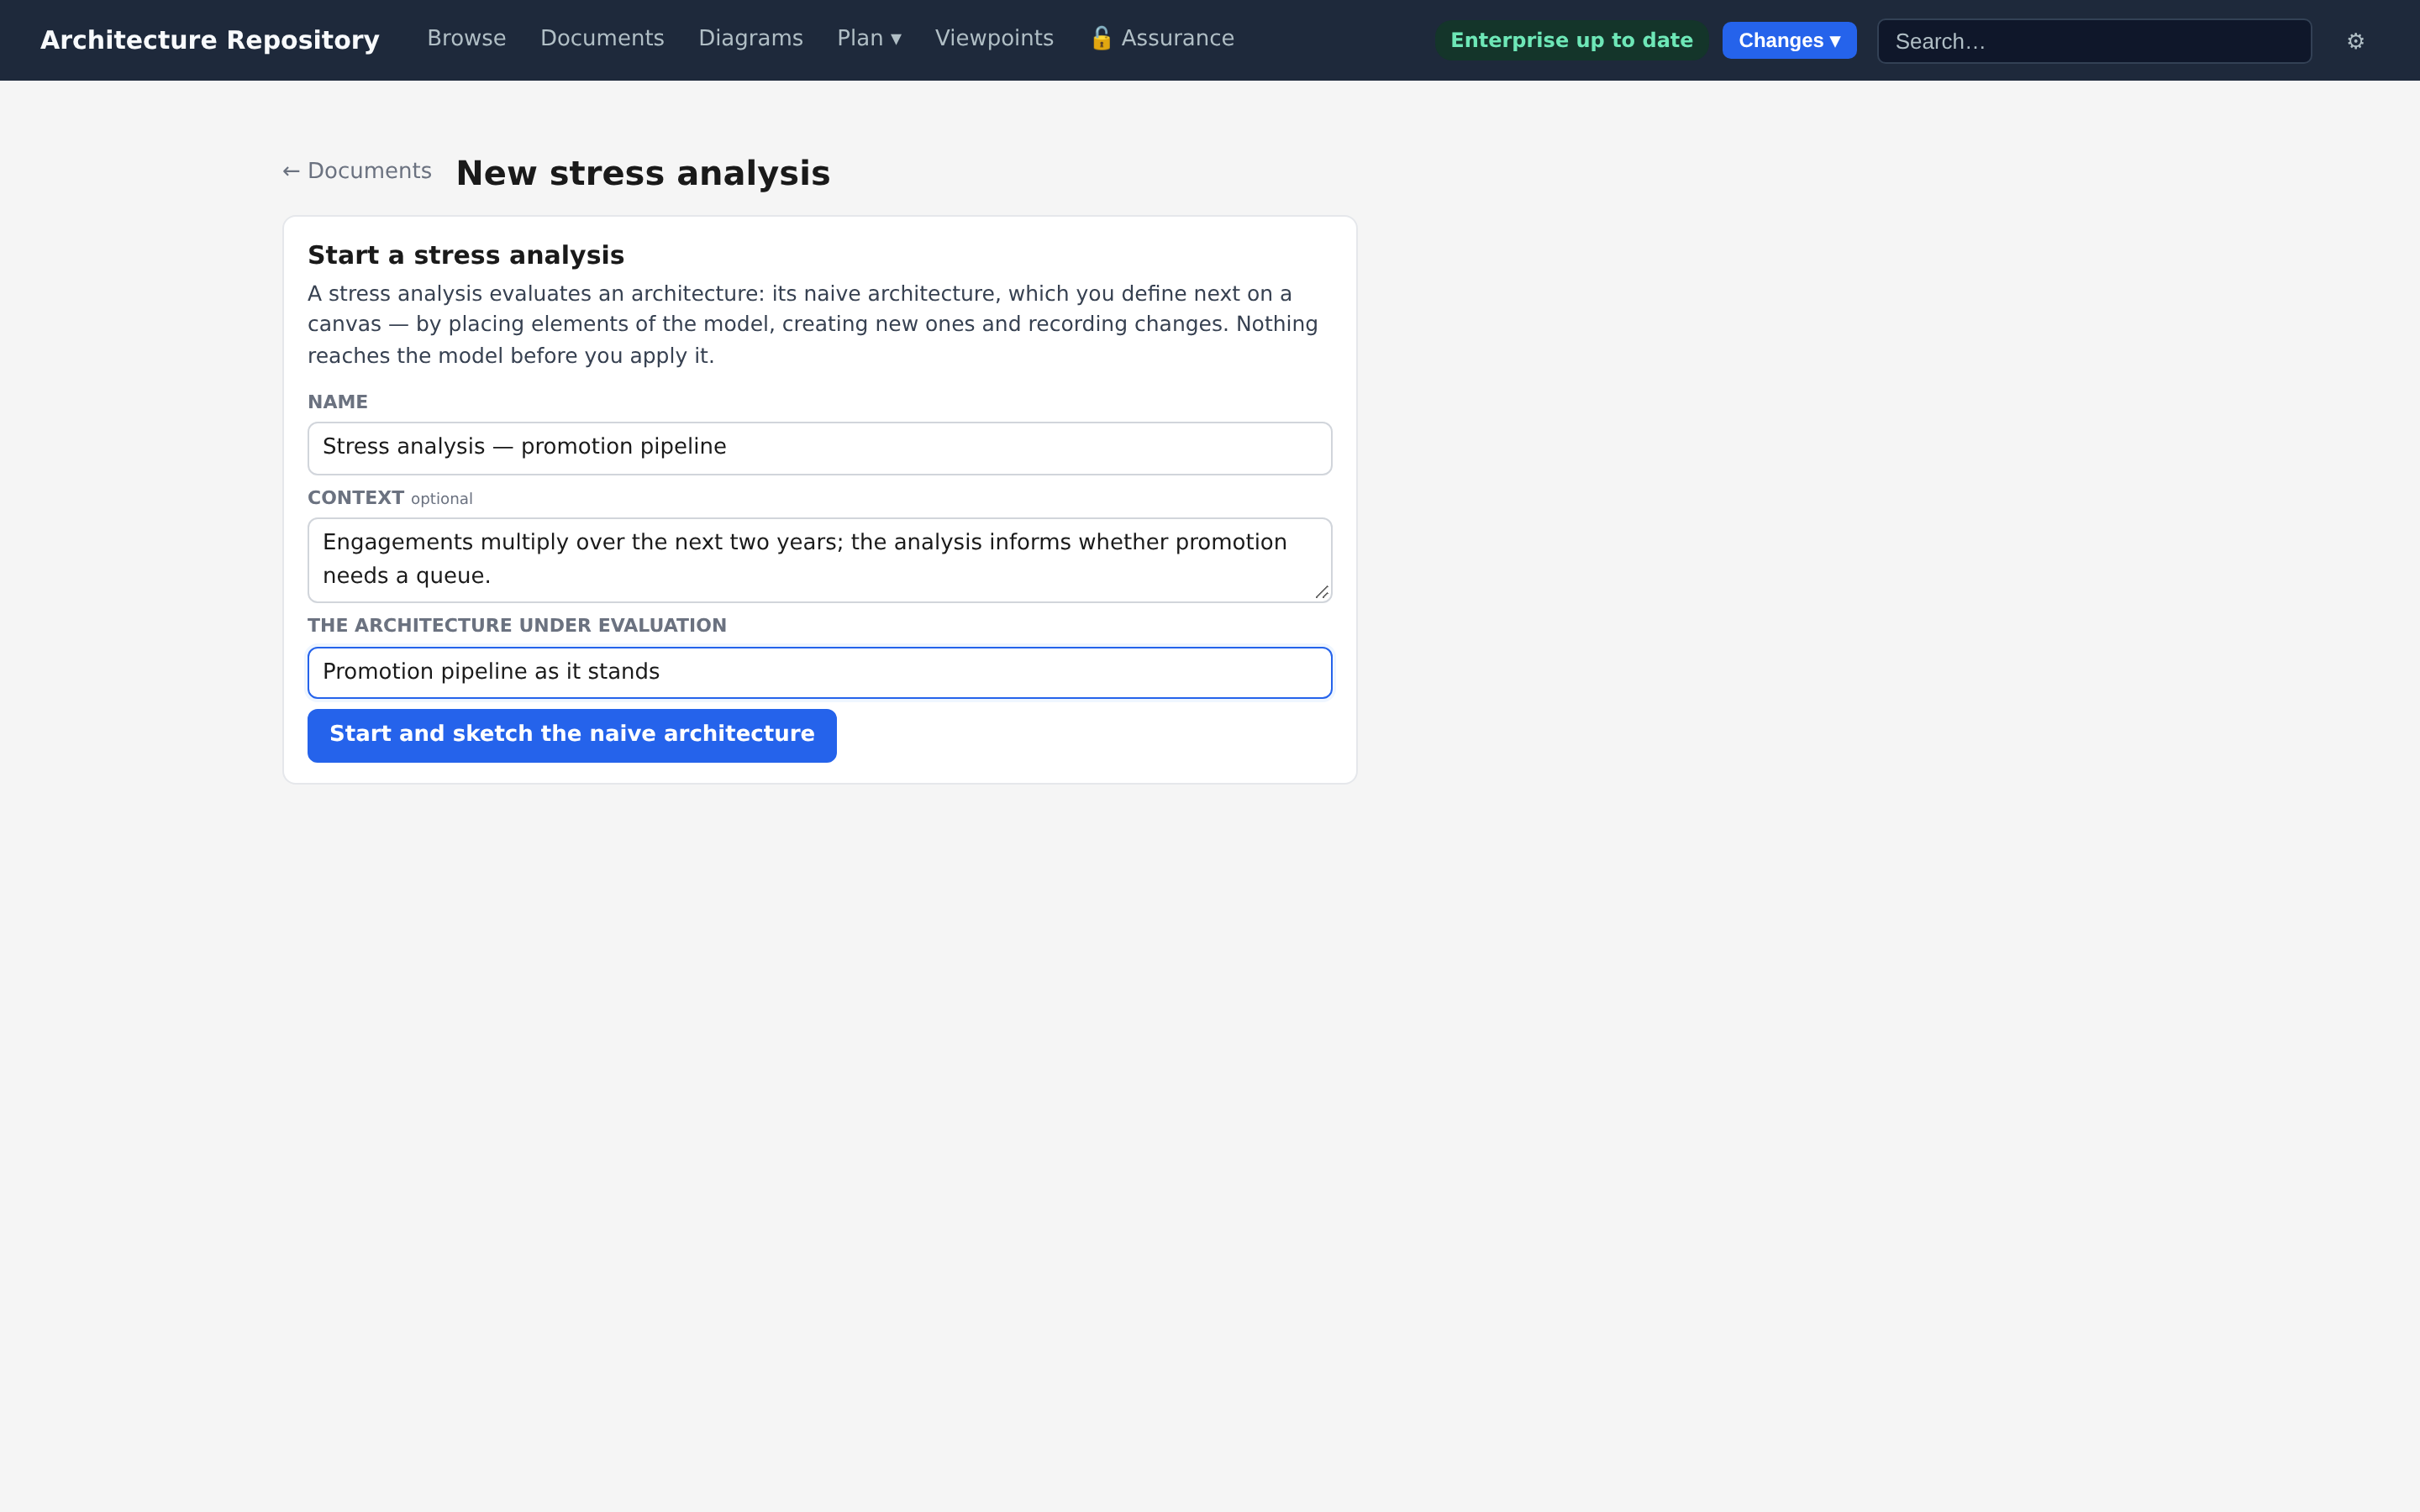 Architecture Repository Browse Documents Diagrams Plan ▾ Viewpoints 🔓 Assurance Enterprise up to date Changes ▾ Search… ⚙
← Documents New stress analysis
Start a stress analysis
A stress analysis evaluates an architecture: its naive architecture, which you define next on a
canvas — by placing elements of the model, creating new ones and recording changes. Nothing
reaches the model before you apply it.
NAME
Stress analysis — promotion pipeline
CONTEXT optional
Engagements multiply over the next two years; the analysis informs whether promotion
needs a queue.
THE ARCHITECTURE UNDER EVALUATION
Promotion pipeline as it stands
Start and sketch the naive architecture